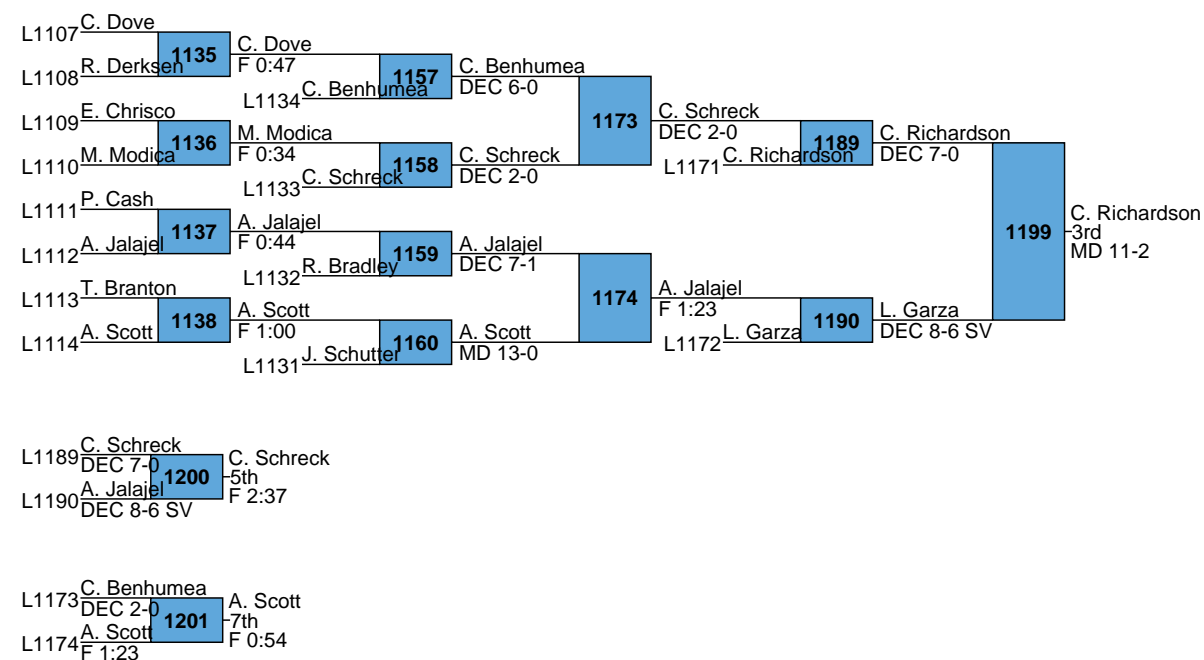 C. Dove
L1107
1135
C. Dove
F 0:47
R. Derksen
L1108
1157
C. Benhumea
DEC 6-0
C. Benhumea
L1134
E. Chrisco
L1109
1136
M. Modica
F 0:34
M. Modica
L1110
1173
C. Schreck
DEC 2-0
1158
C. Schreck
DEC 2-0
C. Schreck
L1133
1189
C. Richardson
DEC 7-0
C. Richardson
L1171
P. Cash
L1111
1137
A. Jalajel
F 0:44
A. Jalajel
L1112
1159
A. Jalajel
DEC 7-1
R. Bradley
L1132
1199
C. Richardson
3rd
MD 11-2
T. Branton
L1113
1138
A. Scott
F 1:00
A. Scott
L1114
1174
A. Jalajel
F 1:23
1160
A. Scott
MD 13-0
J. Schutter
L1131
1190
L. Garza
DEC 8-6 SV
L. Garza
L1172
C. Schreck
L1189
DEC 7-0
1200
C. Schreck
5th
F 2:37
A. Jalajel
L1190
DEC 8-6 SV
C. Benhumea
L1173
DEC 2-0
1201
A. Scott
7th
F 0:54
A. Scott
L1174
F 1:23